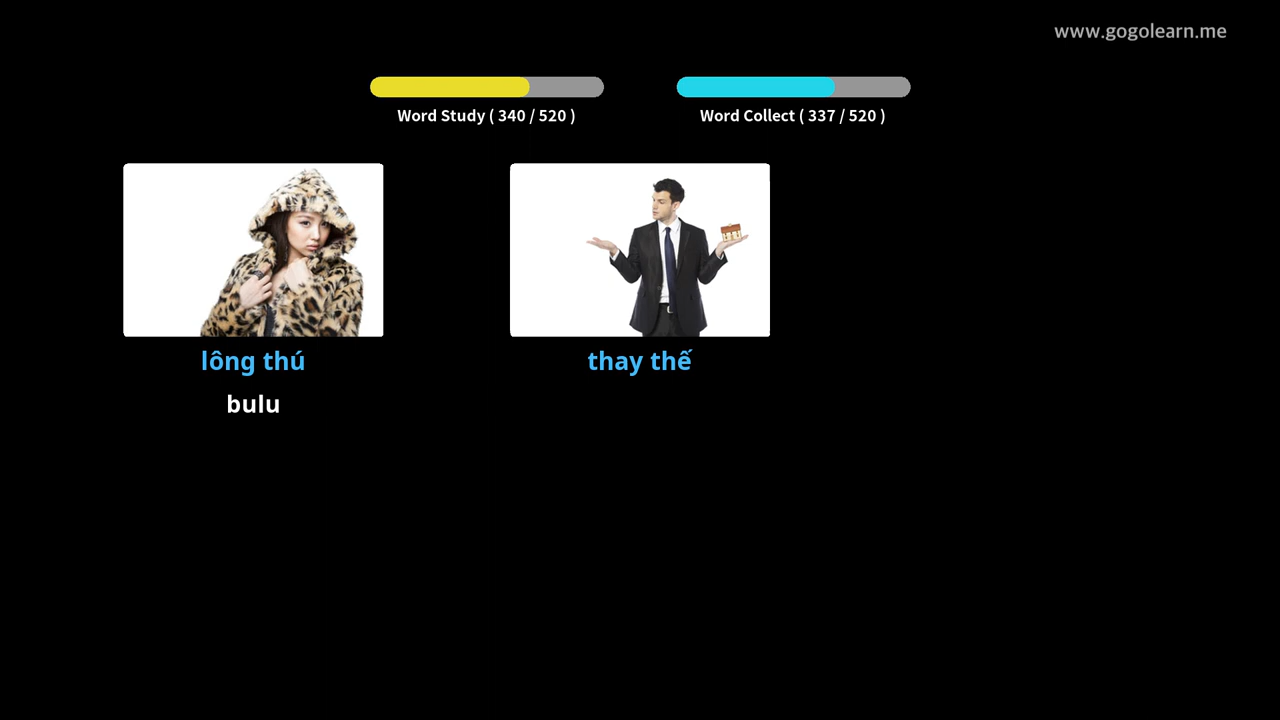 www.gogolearn.me
Word Study ( 340 / 520 )
Word Collect ( 337 / 520 )
lông thú
thay thế
bulu